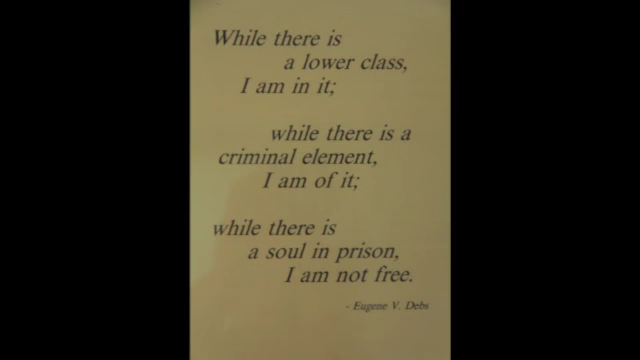 While there is
a lower class,
I am in it;
while there is a
criminal element,
I am of it;
while there is
a soul in prison,
I am not free.
- Eugene V. Debs